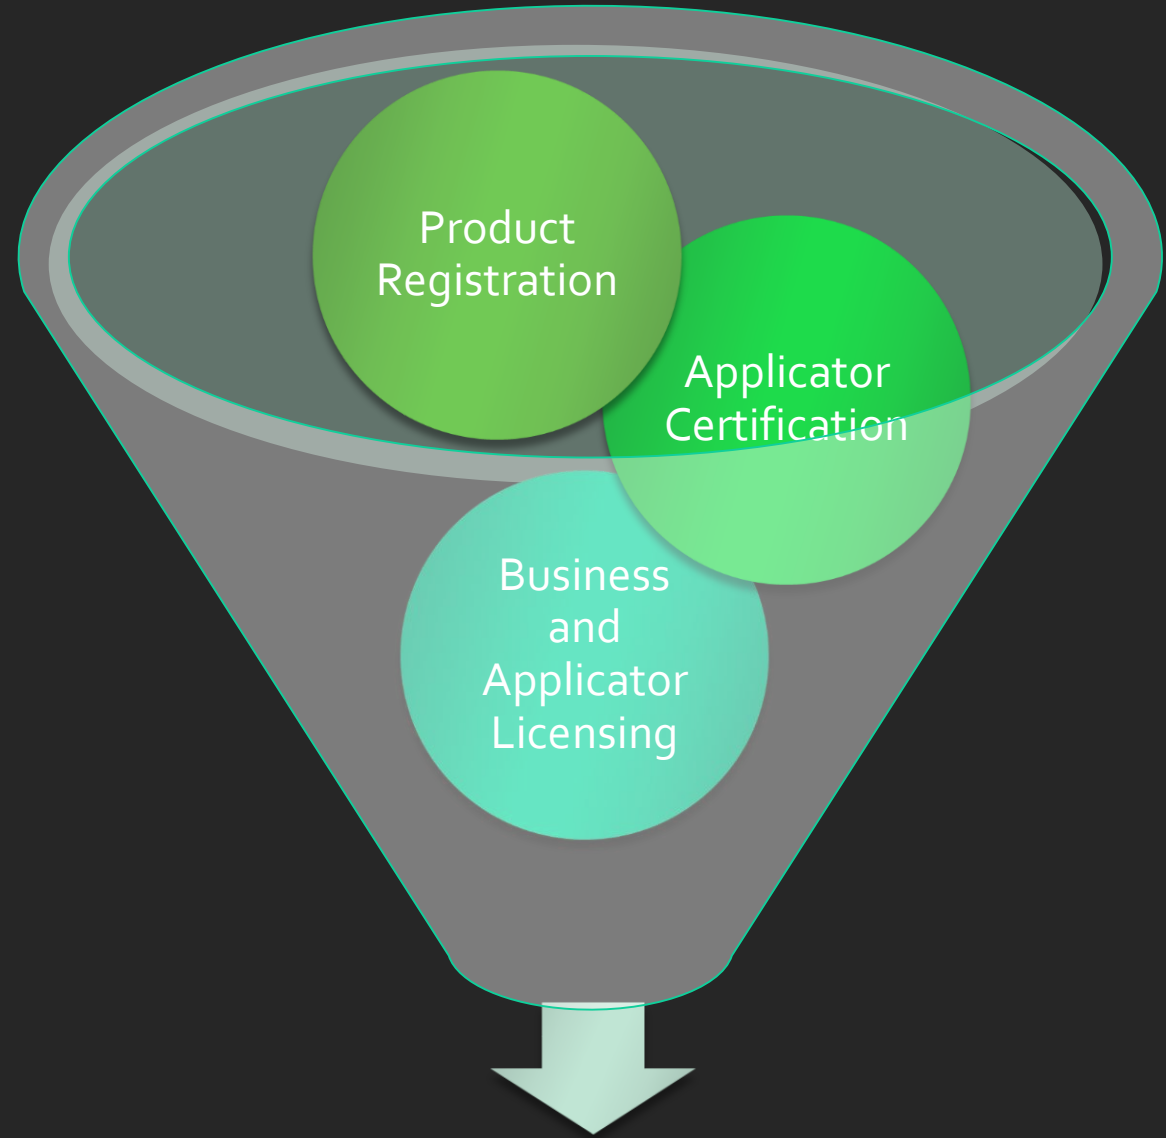 Product
Registration
Applicator
Certification
Business
and
Applicator
Licensing